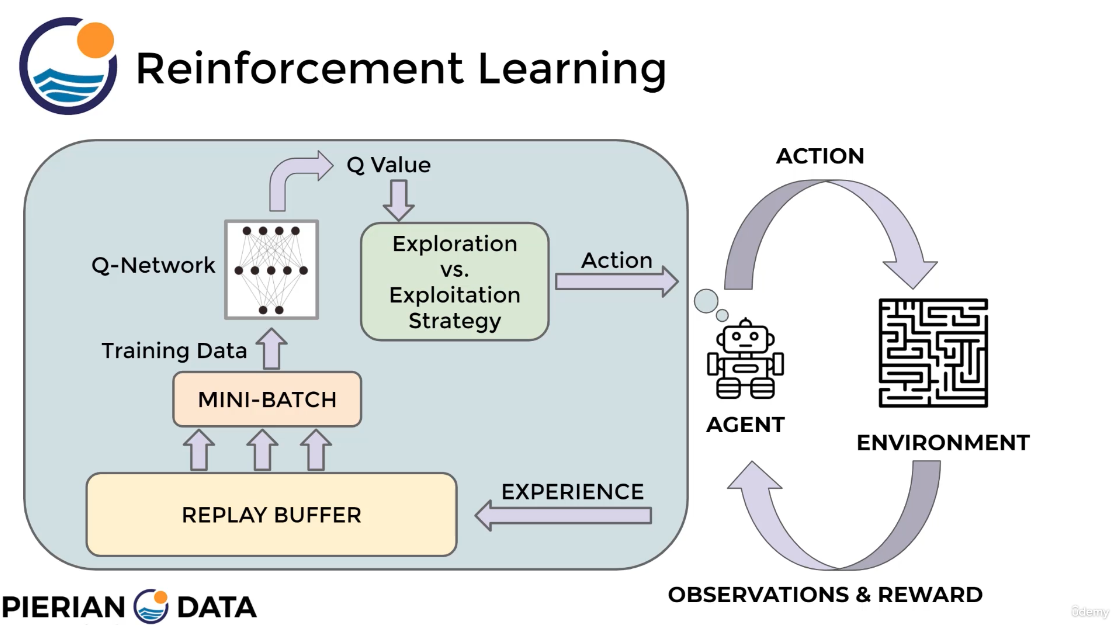 Reinforcement Learning
ACTION
Q Value
Q-Network
Exploration
vs.
Exploitation
Strategy
Action
Training Data
MINI-BATCH
AGENT
ENVIRONMENT
EXPERIENCE
REPLAY BUFFER
OBSERVATIONS & REWARD
PIERIAN DATA
ûdemy